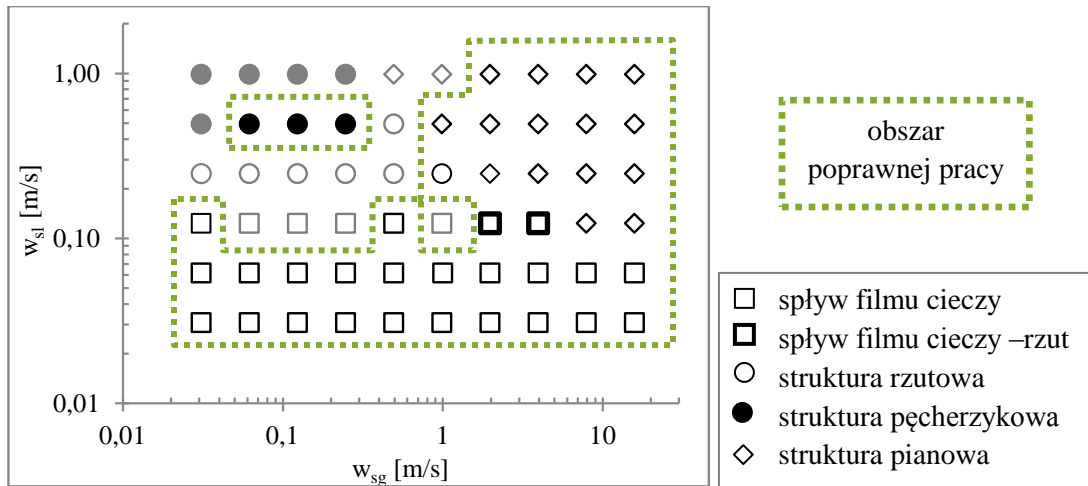 1,00
0,10
0,01
w_sl [m/s]
0,01
0,1
1
10
w_sg [m/s]
obszar
poprawnej pracy
spływ filmu cieczy
spływ filmu cieczy –rzut
struktura rzutowa
struktura pęcherzykowa
struktura pianowa